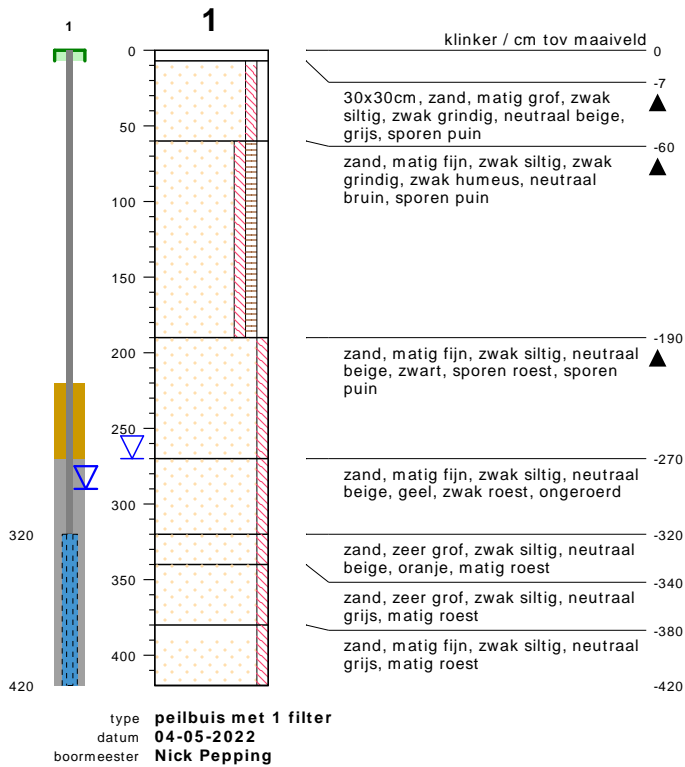 1
1
klinker / cm tov maaiveld
0
0
-7
30x30cm, zand, matig grof, zwak
siltig, zwak grindig, neutraal beige,
grijs, sporen puin
50
-60
zand, matig fijn, zwak siltig, zwak
grindig, zwak humeus, neutraal
bruin, sporen puin
100
150
-190
200
zand, matig fijn, zwak siltig, neutraal
beige, zwart, sporen roest, sporen
puin
250
-270
zand, matig fijn, zwak siltig, neutraal
beige, geel, zwak roest, ongeroerd
300
320
-320
zand, zeer grof, zwak siltig, neutraal
beige, oranje, matig roest
350
-340
zand, zeer grof, zwak siltig, neutraal
grijs, matig roest
-380
zand, matig fijn, zwak siltig, neutraal
grijs, matig roest
400
420
-420
type peilbuis met 1 filter
datum 04-05-2022
boormeester Nick Pepping